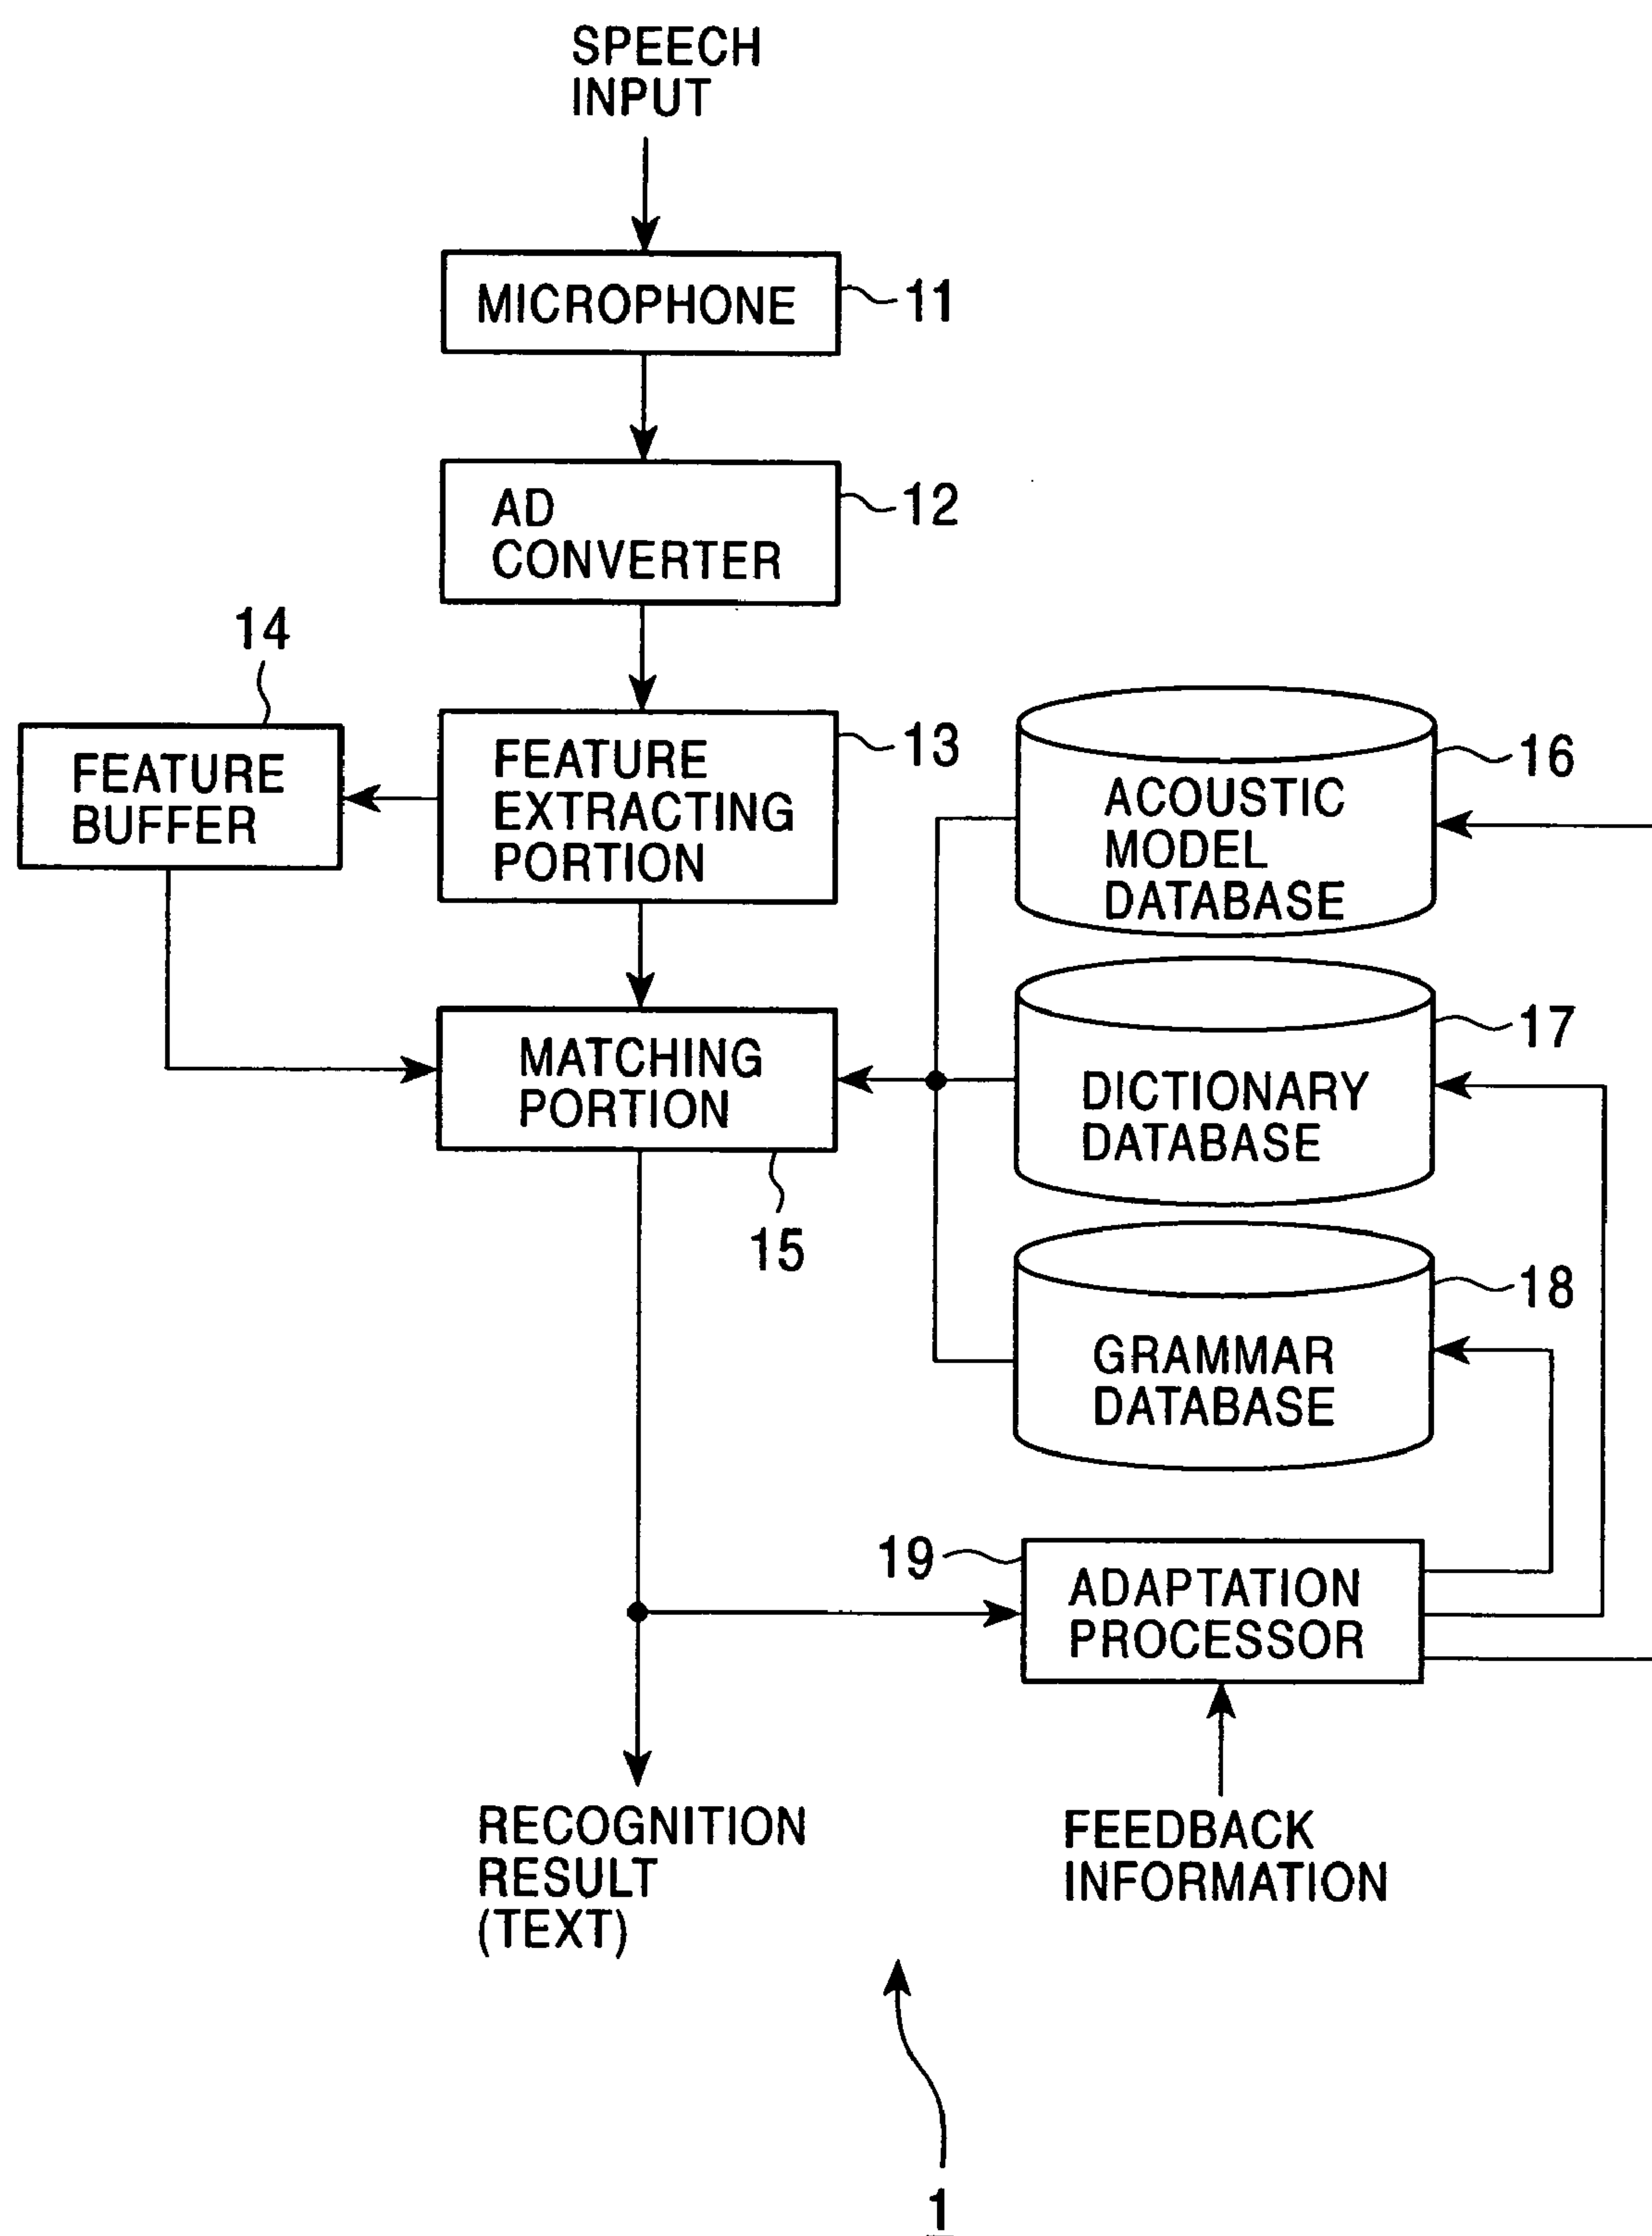 SPEECH
INPUT
MICROPHONE
11
AD
CONVERTER
12
14
FEATURE
BUFFER
FEATURE
EXTRACTING
PORTION
13
ACOUSTIC
MODEL
DATABASE
16
MATCHING
PORTION
15
DICTIONARY
DATABASE
17
GRAMMAR
DATABASE
18
19
ADAPTATION
PROCESSOR
RECOGNITION
RESULT
(TEXT)
FEEDBACK
INFORMATION
1